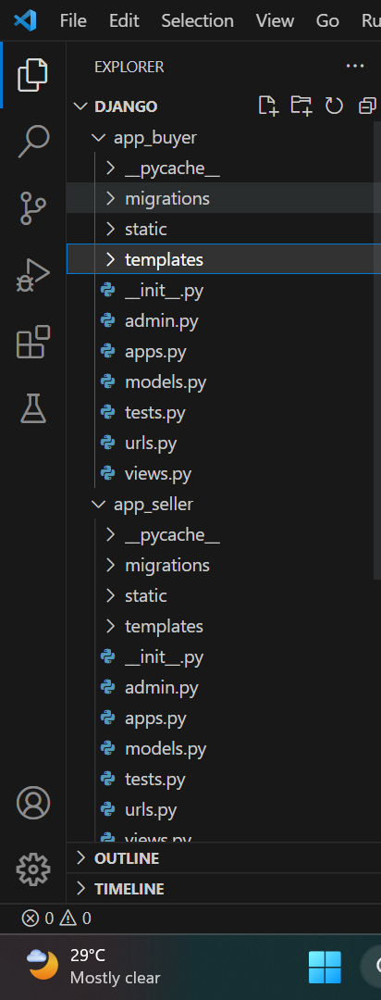 File Edit Selection View Go Ru
EXPLORER
DJANGO
app_buyer
__pycache__
migrations
static
templates
__init__.py
admin.py
apps.py
models.py
tests.py
urls.py
views.py
app_seller
__pycache__
migrations
static
templates
__init__.py
admin.py
apps.py
models.py
tests.py
urls.py
views.py
OUTLINE
TIMELINE
0 0
29°C
Mostly clear